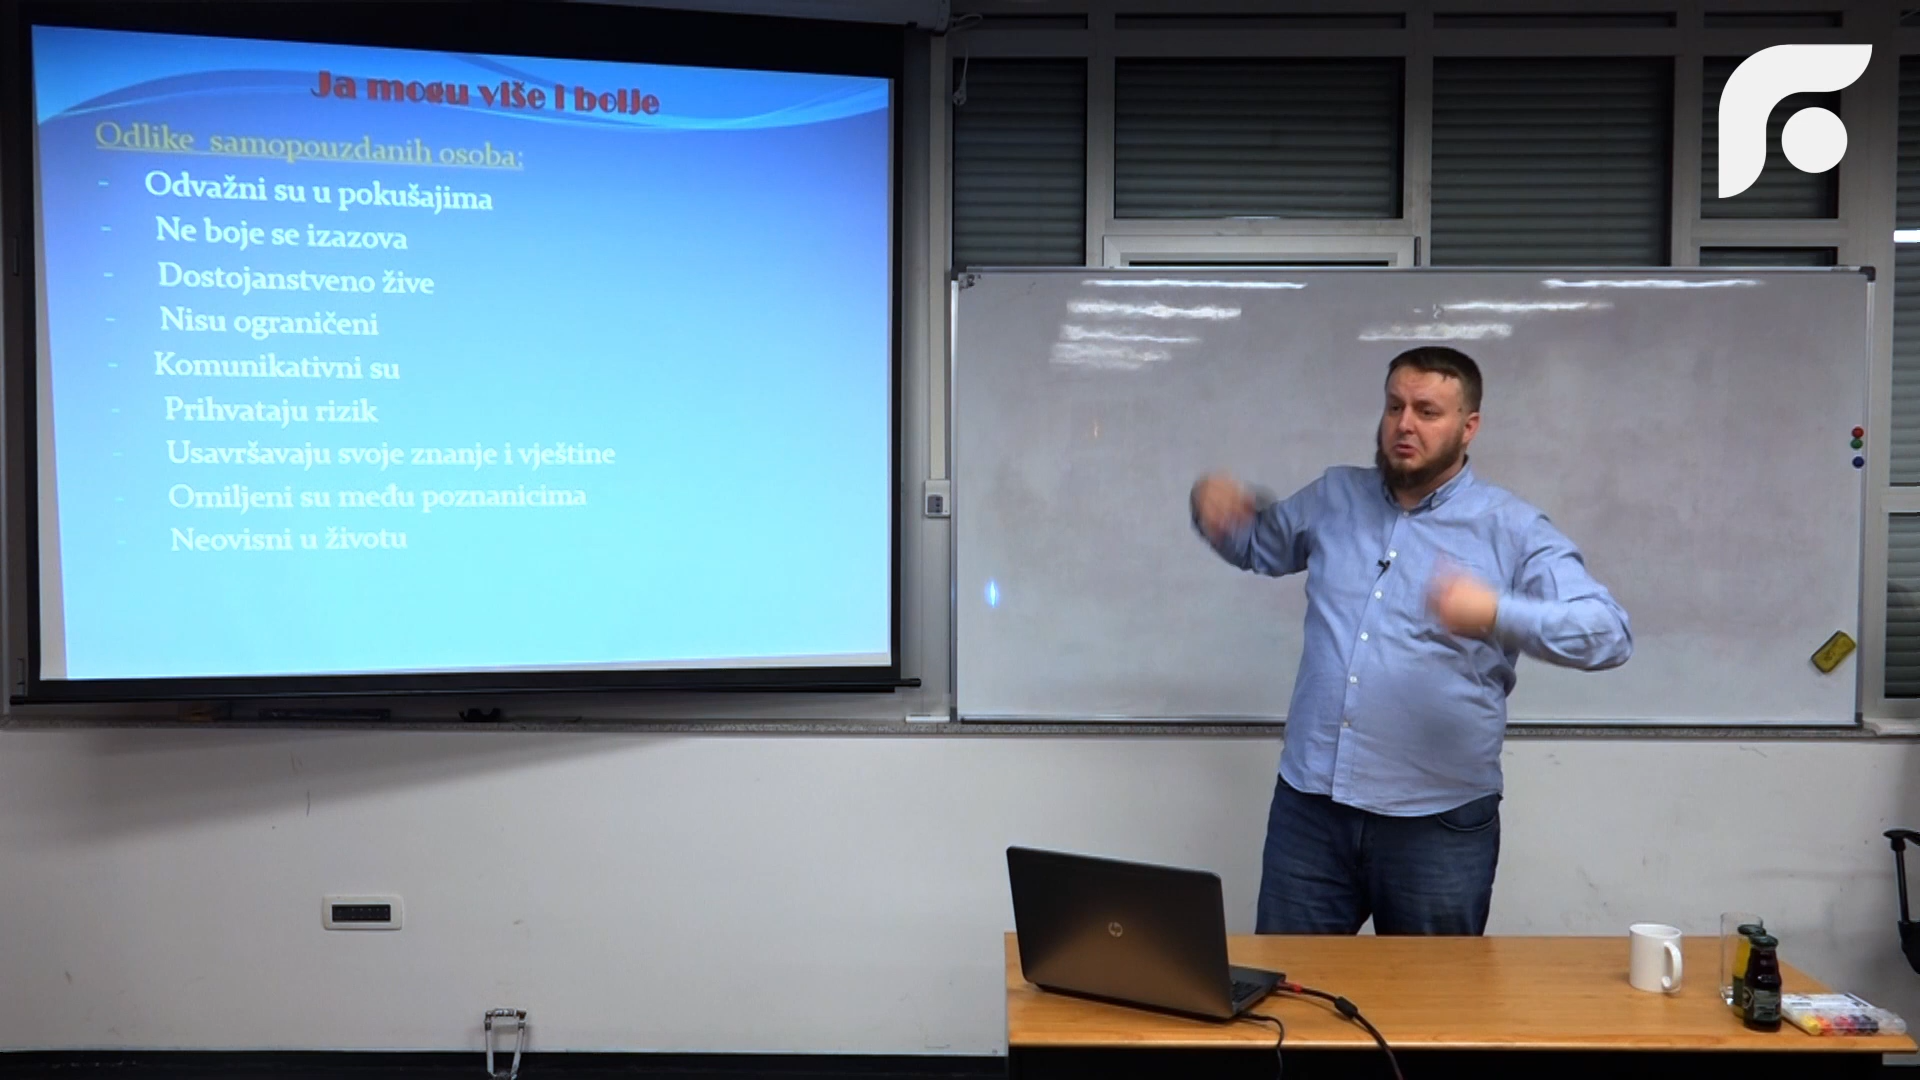 Ja mogu više i bolje
Odlike samopouzdanih osoba:
- Odvažni su u pokušajima
- Ne boje se izazova
- Dostojanstveno žive
- Nisu ograničeni
- Komunikativni su
- Prihvataju rizik
- Usavršavaju svoje znanje i vještine
- Omiljeni su među poznanicima
- Neovisni u životu
hp